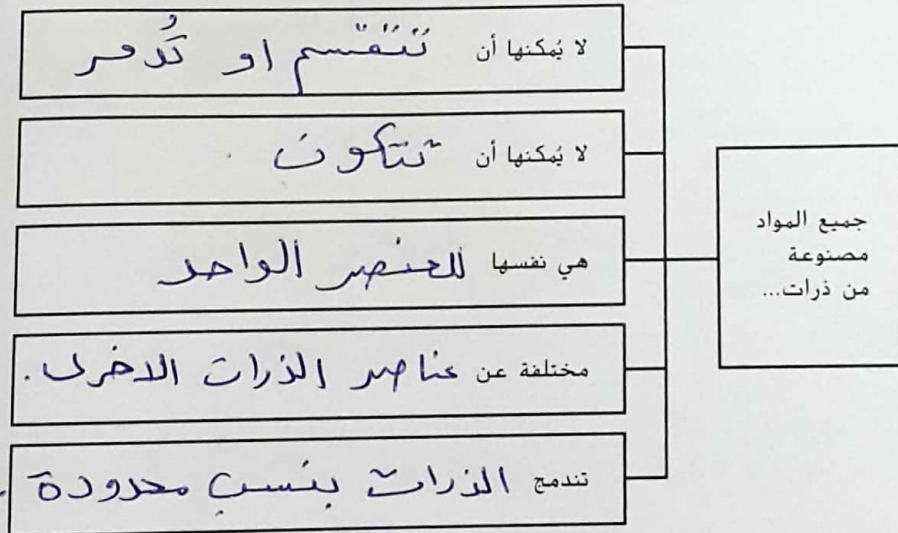 لا يُمكنها أن تتقسم او تُدمر
لا يُمكنها أن تتكون
هي نفسها للعنصر الواحد
مختلفة عن عناصر الذرات الاخرى.
تندمج الذرات بنسب محدودة
جميع المواد
مصنوعة
من ذرات...